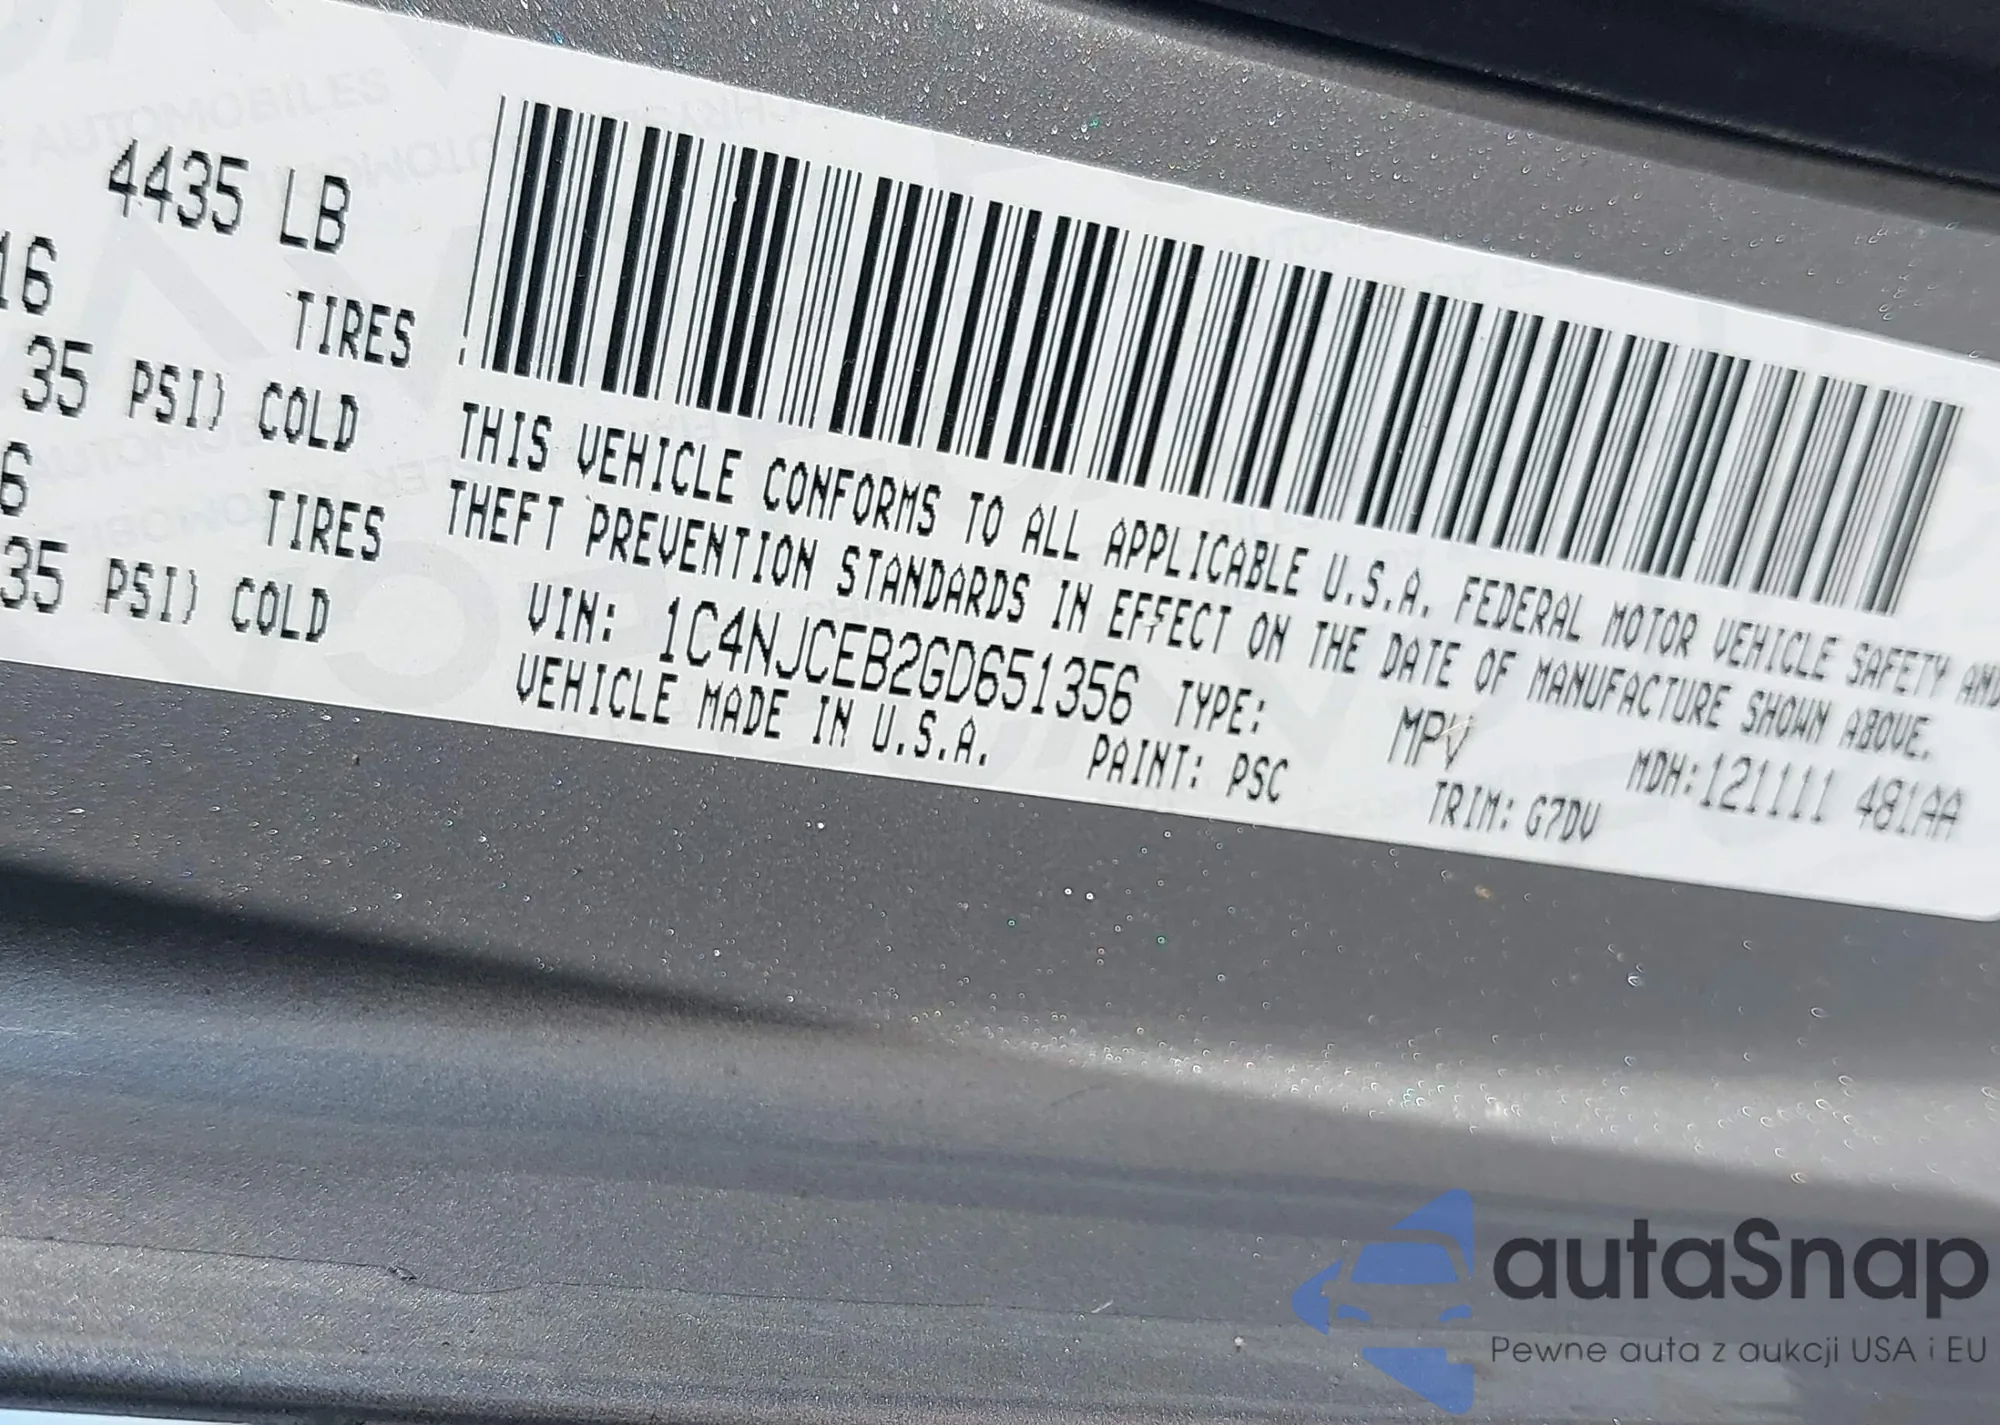 4435 LB
16
TIRES
35 PSI) COLD
6
TIRES
35 PSI) COLD
THIS VEHICLE CONFORMS TO ALL APPLICABLE U.S.A. FEDERAL MOTOR VEHICLE SAFETY AND
THEFT PREVENTION STANDARDS IN EFFECT ON THE DATE OF MANUFACTURE SHOWN ABOVE.
VIN: 1C4NJCEB2GD651356 TYPE: MPV MDH:121111 481AA
VEHICLE MADE IN U.S.A. PAINT: PSC TRIM: G7DV
autaSnap
Pewne auta z aukcji USA i EU